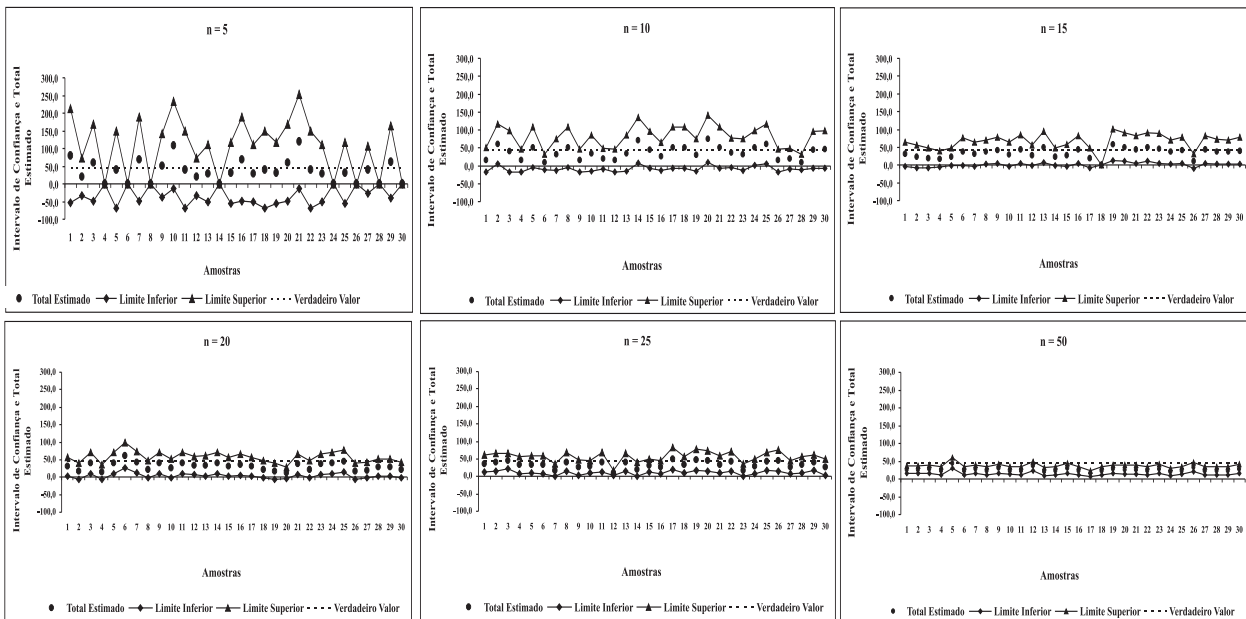 n = 5
Intervalo de Confiança e Total
Estimado
300,0
250,0
200,0
150,0
100,0
50,0
0,0
-50,0
-100,0
1 2 3 4 5 6 7 8 9 10 11 12 13 14 15 16 17 18 19 20 21 22 23 24 25 26 27 28 29 30
Amostras
Total Estimado Limite Inferior Limite Superior Verdadeiro Valor
n = 10
Intervalo de Confiança e Total
Estimado
300,0
250,0
200,0
150,0
100,0
50,0
0,0
-50,0
-100,0
1 2 3 4 5 6 7 8 9 10 11 12 13 14 15 16 17 18 19 20 21 22 23 24 25 26 27 28 29 30
Amostras
Total Estimado Limite Inferior Limite Superior Verdadeiro Valor
n = 15
Intervalo de Confiança e Total
Estimado
300,0
250,0
200,0
150,0
100,0
50,0
0,0
-50,0
-100,0
1 2 3 4 5 6 7 8 9 10 11 12 13 14 15 16 17 18 19 20 21 22 23 24 25 26 27 28 29 30
Amostras
Total Estimado Limite Inferior Limite Superior Verdadeiro Valor
n = 20
Intervalo de Confiança e Total
Estimado
300,0
250,0
200,0
150,0
100,0
50,0
0,0
-50,0
-100,0
1 2 3 4 5 6 7 8 9 10 11 12 13 14 15 16 17 18 19 20 21 22 23 24 25 26 27 28 29 30
Amostras
Total Estimado Limite Inferior Limite Superior Verdadeiro Valor
n = 25
Intervalo de Confiança e Total
Estimado
300,0
250,0
200,0
150,0
100,0
50,0
0,0
-50,0
-100,0
1 2 3 4 5 6 7 8 9 10 11 12 13 14 15 16 17 18 19 20 21 22 23 24 25 26 27 28 29 30
Amostras
Total Estimado Limite Inferior Limite Superior Verdadeiro Valor
n = 50
Intervalo de Confiança e Total
Estimado
300,0
250,0
200,0
150,0
100,0
50,0
0,0
-50,0
-100,0
1 2 3 4 5 6 7 8 9 10 11 12 13 14 15 16 17 18 19 20 21 22 23 24 25 26 27 28 29 30
Amostras
Total Estimado Limite Inferior Limite Superior Verdadeiro Valor